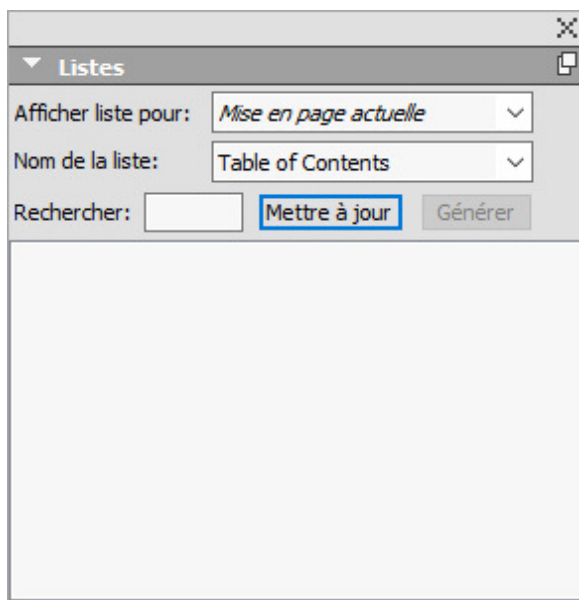 Listes
Afficher liste pour: Mise en page actuelle
Nom de la liste: Table of Contents
Rechercher: Mettre à jour Générer